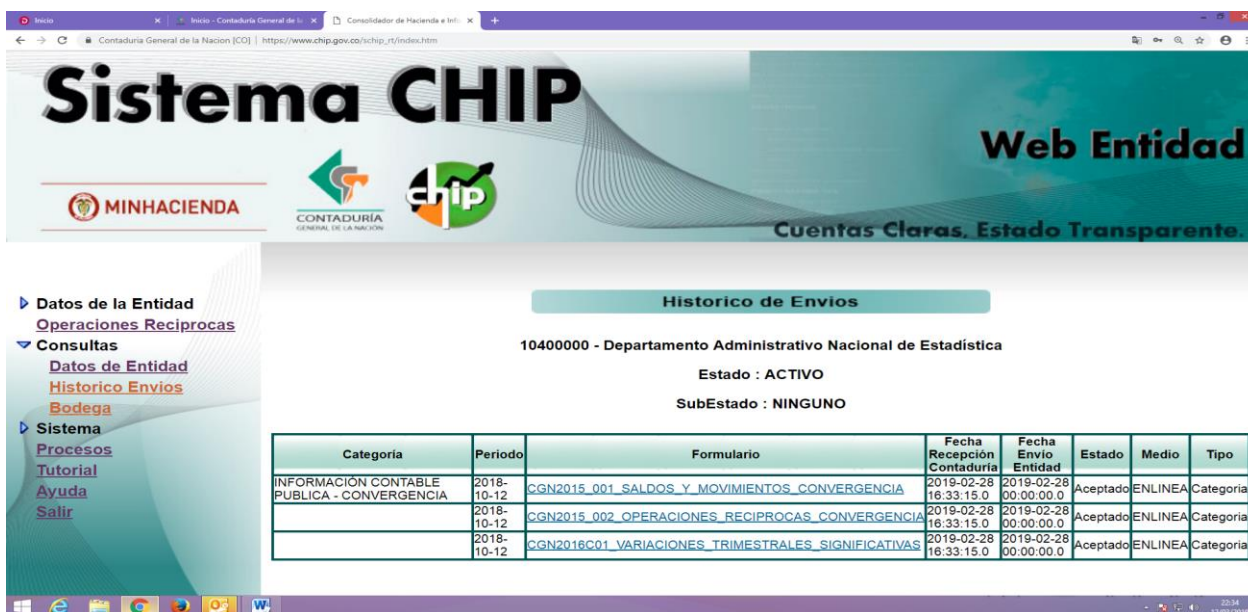 Inicio
Inicio - Contaduría General de la
Consolidador de Hacienda e Info
Contaduria General de la Nacion [CO] | https://www.chip.gov.co/schip_rt/index.htm
Sistema CHIP
Web Entidad
MINHACIENDA
CONTADURÍA
GENERAL DE LA NACIÓN
chip
Cuentas Claras, Estado Transparente.
Datos de la Entidad
Operaciones Reciprocas
Consultas
Datos de Entidad
Historico Envios
Bodega
Sistema
Procesos
Tutorial
Ayuda
Salir
Historico de Envios
10400000 - Departamento Administrativo Nacional de Estadística
Estado : ACTIVO
SubEstado : NINGUNO
Categoría Periodo Formulario Fecha Recepción Contaduría Fecha Envío Entidad Estado Medio Tipo
INFORMACIÓN CONTABLE PUBLICA - CONVERGENCIA 2018-10-12 CGN2015_001_SALDOS_Y_MOVIMIENTOS_CONVERGENCIA 2019-02-28 16:33:15.0 2019-02-28 00:00:00.0 Aceptado ENLINEA Categoria
2018-10-12 CGN2015_002_OPERACIONES_RECIPROCAS_CONVERGENCIA 2019-02-28 16:33:15.0 2019-02-28 00:00:00.0 Aceptado ENLINEA Categoria
2018-10-12 CGN2016C01_VARIACIONES_TRIMESTRALES_SIGNIFICATIVAS 2019-02-28 16:33:15.0 2019-02-28 00:00:00.0 Aceptado ENLINEA Categoria
22:34